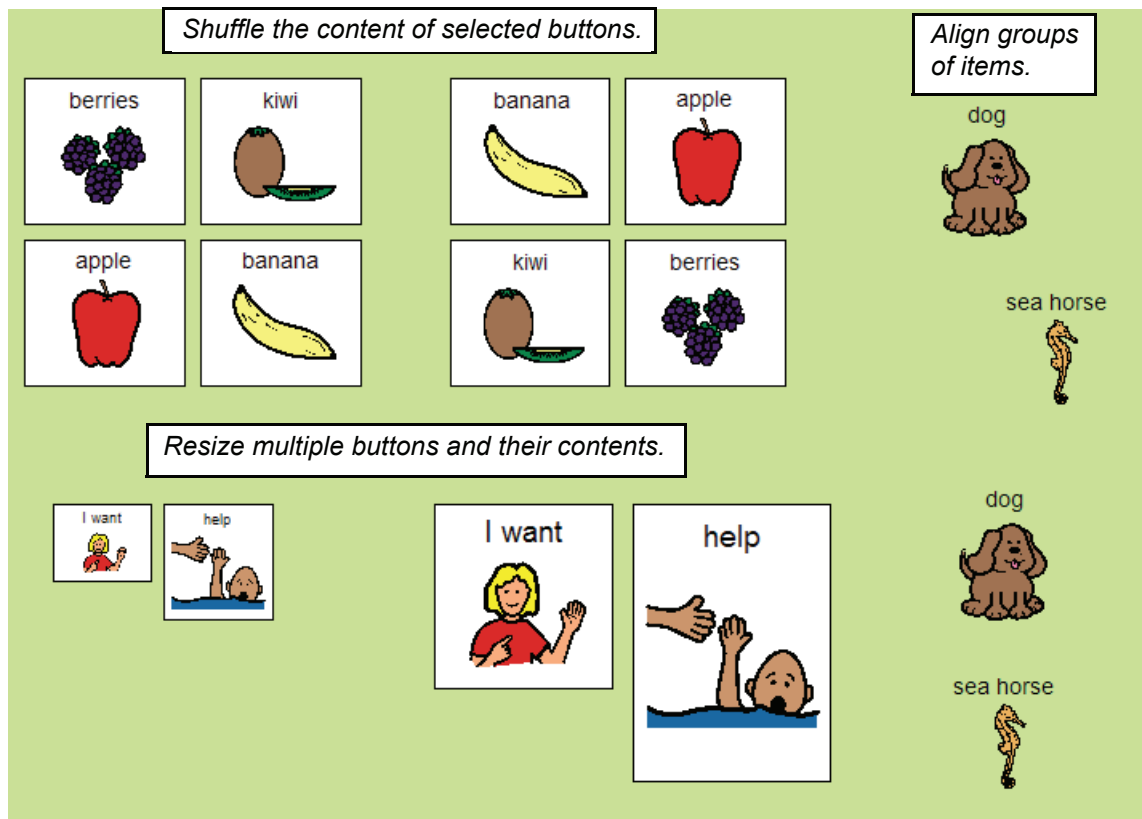 Shuffle the content of selected buttons.
Align groups
of items.
berries
kiwi
banana
apple
dog
apple
banana
kiwi
berries
sea horse
Resize multiple buttons and their contents.
I want
help
I want
help
dog
sea horse